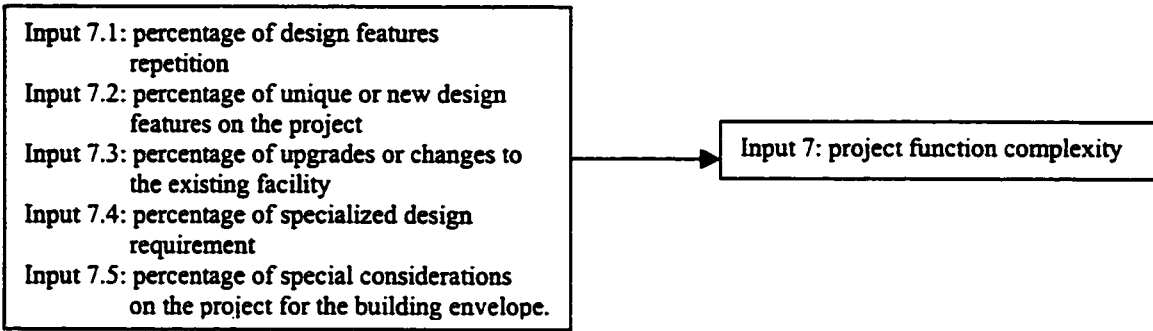 Input 7.1: percentage of design features
repetition
Input 7.2: percentage of unique or new design
features on the project
Input 7.3: percentage of upgrades or changes to
the existing facility
Input 7.4: percentage of specialized design
requirement
Input 7.5: percentage of special considerations
on the project for the building envelope.
Input 7: project function complexity